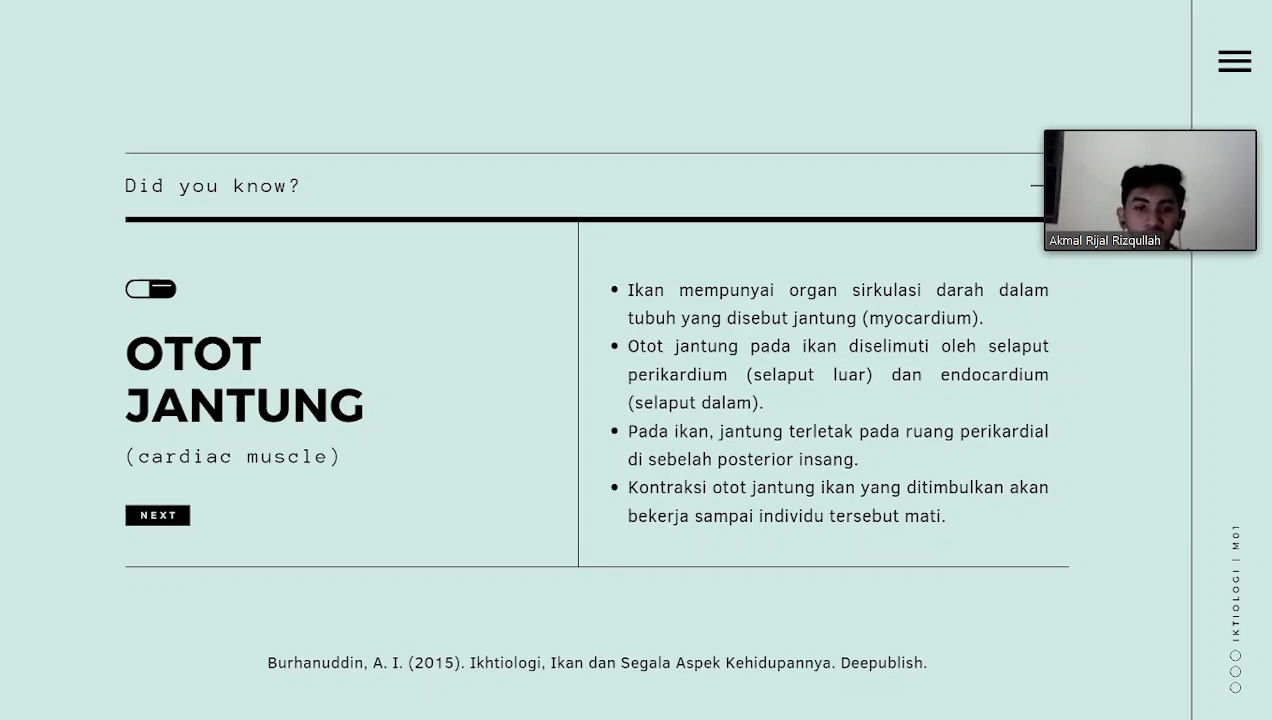 Did you know?
Akmal Rijal Rizqullah
OTOT
JANTUNG
(cardiac muscle)
NEXT
• Ikan mempunyai organ sirkulasi darah dalam
tubuh yang disebut jantung (myocardium).
• Otot jantung pada ikan diselimuti oleh selaput
perikardium (selaput luar) dan endocardium
(selaput dalam).
• Pada ikan, jantung terletak pada ruang perikardial
di sebelah posterior insang.
• Kontraksi otot jantung ikan yang ditimbulkan akan
bekerja sampai individu tersebut mati.
IKTIOLOGI | M01
Burhanuddin, A. I. (2015). Ikhtiologi, Ikan dan Segala Aspek Kehidupannya. Deepublish.